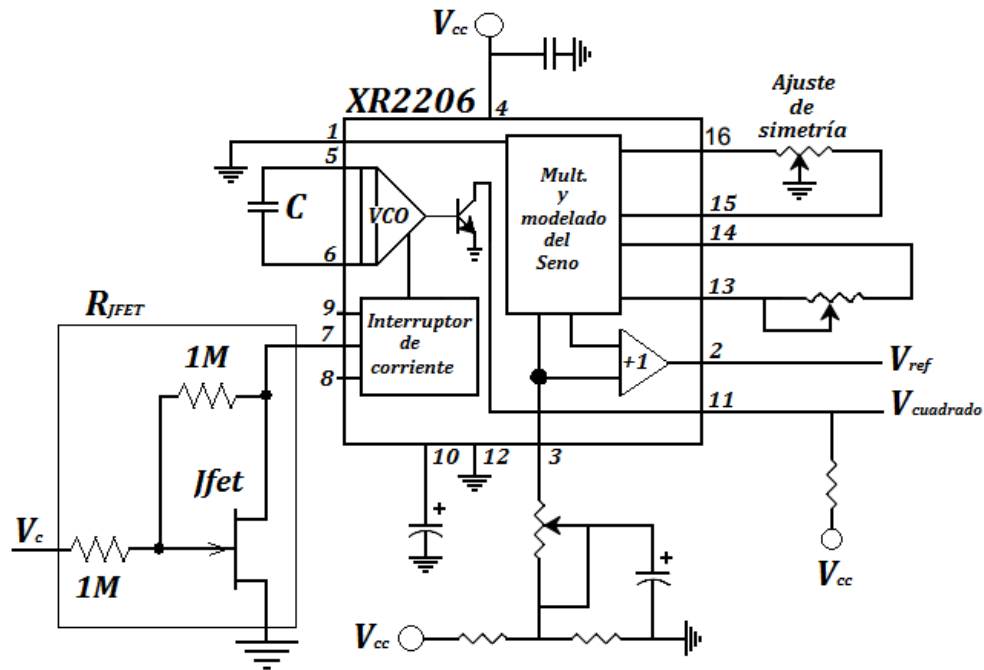 Vcc
XR2206
4
Ajuste
de
simetría
1
16
5
Mult.
y
modelado
del
Seno
15
C
VCO
14
6
13
RJFET
9
Interruptor
de
corriente
7
8
1M
+1
2
Vref
11
Vcuadrado
10
12
3
Jfet
+
Vc
1M
+
Vcc
Vcc